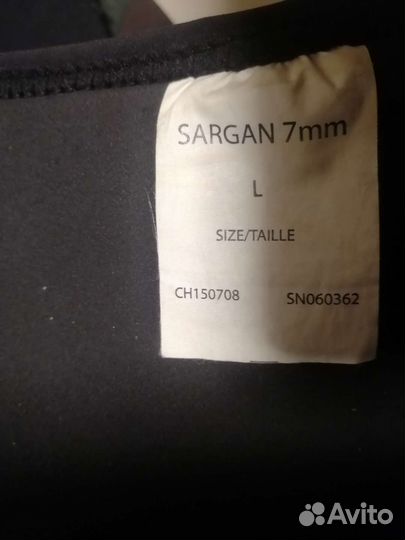 SARGAN 7mm
L
SIZE/TAILLE
CH150708 SN060362
Avito